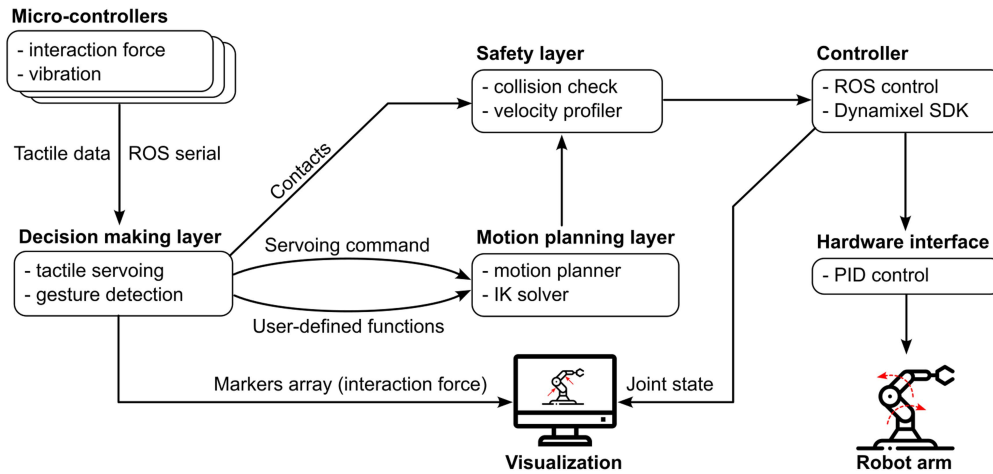 Micro-controllers
- interaction force
- vibration
Safety layer
- collision check
- velocity profiler
Controller
- ROS control
- Dynamixel SDK
Tactile data
ROS serial
Contacts
Decision making layer
- tactile servoing
- gesture detection
Servoing command
User-defined functions
Motion planning layer
- motion planner
- IK solver
Hardware interface
- PID control
Markers array (interaction force)
Joint state
Visualization
Robot arm